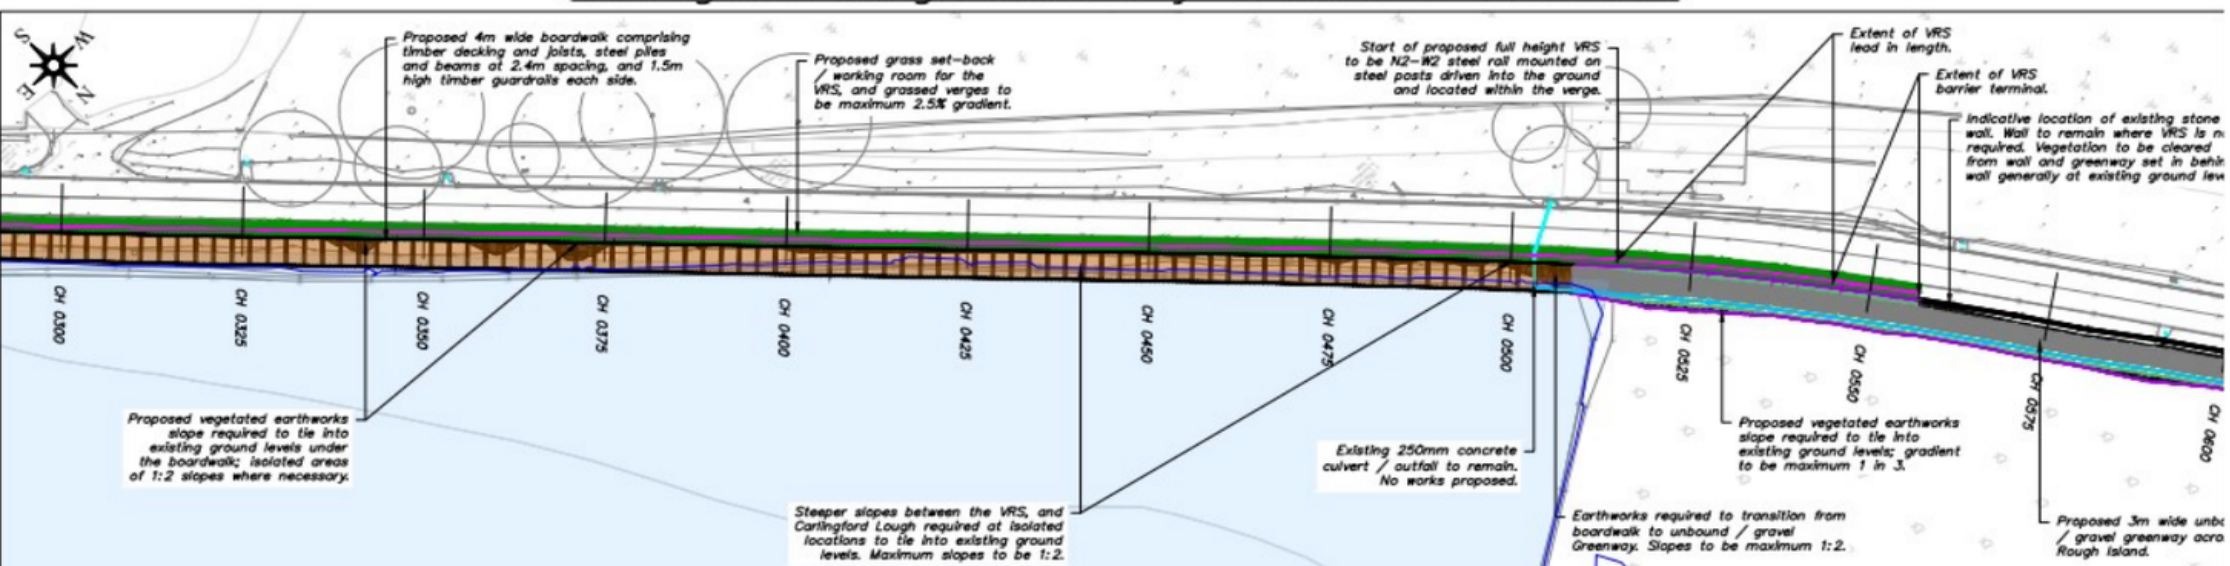 S
W
E
N
Proposed 4m wide boardwalk comprising
timber decking and joists, steel piles
and beams at 2.4m spacing, and 1.5m
high timber guardrails each side.
Proposed grass set-back
/ working room for the
VRS, and grassed verges to
be maximum 2.5% gradient.
Start of proposed full height VRS
to be N2-W2 steel rail mounted on
steel posts driven into the ground
and located within the verge.
Extent of VRS
lead in length.
Extent of VRS
barrier terminal.
Indicative location of existing stone
wall. Wall to remain where VRS is
required. Vegetation to be cleared
from wall and greenway set in
wall generally at existing ground
CH 0300
CH 0325
CH 0350
CH 0375
CH 0400
CH 0425
CH 0450
CH 0475
CH 0500
CH 0525
CH 0550
CH 0575
CH 0600
Proposed vegetated earthworks
slope required to tie into
existing ground levels under
the boardwalk; isolated areas
of 1:2 slopes where necessary.
Steeper slopes between the VRS, and
Carlingford Lough required at isolated
locations to tie into existing ground
levels. Maximum slopes to be 1:2.
Existing 250mm concrete
culvert / outfall to remain.
No works proposed.
Earthworks required to transition from
boardwalk to unbound / gravel
Greenway. Slopes to be maximum 1:2.
Proposed vegetated earthworks
slope required to tie into
existing ground levels; gradient
to be maximum 1 in 3.
Proposed 3m wide
/ gravel greenway
Rough Island.